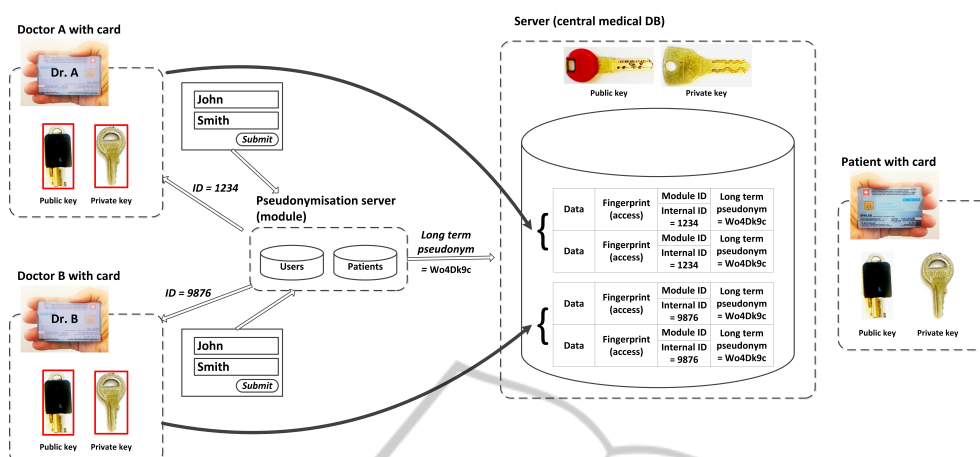 Doctor A with card
Dr. A
Public key
Private key
John
Smith
Submit
ID = 1234
Pseudonymisation server
(module)
Users
Patients
Long term
pseudonym
= Wo4Dk9c
Doctor B with card
Dr. B
Public key
Private key
ID = 9876
John
Smith
Submit
Server (central medical DB)
Public key
Private key
{
Data
Fingerprint
(access)
Module ID
Internal ID
= 1234
Long term
pseudonym
= Wo4Dk9c
Data
Fingerprint
(access)
Module ID
Internal ID
= 1234
Long term
pseudonym
= Wo4Dk9c
{
Data
Fingerprint
(access)
Module ID
Internal ID
= 9876
Long term
pseudonym
= Wo4Dk9c
Data
Fingerprint
(access)
Module ID
Internal ID
= 9876
Long term
pseudonym
= Wo4Dk9c
Patient with card
Public key
Private key